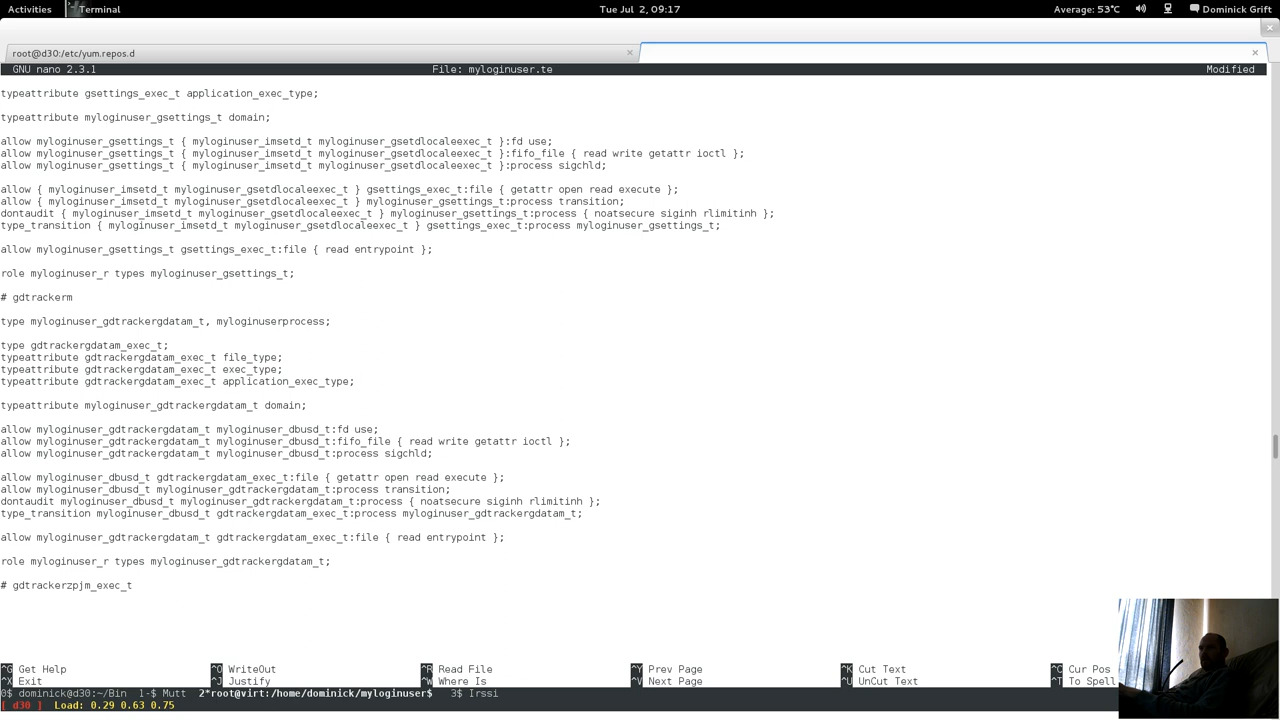 Activities Terminal Tue Jul 2, 09:17 Average: 53°C Dominick Grift
root@d30:/etc/yum.repos.d
GNU nano 2.3.1 File: myloginuser.te Modified
typeattribute gsettings_exec_t application_exec_type;
typeattribute myloginuser_gsettings_t domain;
allow myloginuser_gsettings_t { myloginuser_imsetd_t myloginuser_gsetdlocaleexec_t }:fd use;
allow myloginuser_gsettings_t { myloginuser_imsetd_t myloginuser_gsetdlocaleexec_t }:fifo_file { read write getattr ioctl };
allow myloginuser_gsettings_t { myloginuser_imsetd_t myloginuser_gsetdlocaleexec_t }:process sigchld;
allow { myloginuser_imsetd_t myloginuser_gsetdlocaleexec_t } gsettings_exec_t:file { getattr open read execute };
allow { myloginuser_imsetd_t myloginuser_gsetdlocaleexec_t } myloginuser_gsettings_t:process transition;
dontaudit { myloginuser_imsetd_t myloginuser_gsetdlocaleexec_t } myloginuser_gsettings_t:process { noatsecure siginh rlimitinh };
type_transition { myloginuser_imsetd_t myloginuser_gsetdlocaleexec_t } gsettings_exec_t:process myloginuser_gsettings_t;
allow myloginuser_gsettings_t gsettings_exec_t:file { read entrypoint };
role myloginuser_r types myloginuser_gsettings_t;
# gdtrackerm
type myloginuser_gdtrackergdatam_t, myloginuserprocess;
type gdtrackergdatam_exec_t;
typeattribute gdtrackergdatam_exec_t file_type;
typeattribute gdtrackergdatam_exec_t exec_type;
typeattribute gdtrackergdatam_exec_t application_exec_type;
typeattribute myloginuser_gdtrackergdatam_t domain;
allow myloginuser_gdtrackergdatam_t myloginuser_dbusd_t:fd use;
allow myloginuser_gdtrackergdatam_t myloginuser_dbusd_t:fifo_file { read write getattr ioctl };
allow myloginuser_gdtrackergdatam_t myloginuser_dbusd_t:process sigchld;
allow myloginuser_dbusd_t gdtrackergdatam_exec_t:file { getattr open read execute };
allow myloginuser_dbusd_t myloginuser_gdtrackergdatam_t:process transition;
dontaudit myloginuser_dbusd_t myloginuser_gdtrackergdatam_t:process { noatsecure siginh rlimitinh };
type_transition myloginuser_dbusd_t gdtrackergdatam_exec_t:process myloginuser_gdtrackergdatam_t;
allow myloginuser_gdtrackergdatam_t gdtrackergdatam_exec_t:file { read entrypoint };
role myloginuser_r types myloginuser_gdtrackergdatam_t;
# gdtrackerzpjm_exec_t
^G Get Help ^O WriteOut ^R Read File ^Y Prev Page ^K Cut Text ^C Cur Pos
^X Exit ^J Justify ^W Where Is ^V Next Page ^U UnCut Text ^T To Spell
0$ dominick@d30:~/Bin 1-$ Mutt 2*root@virt:/home/dominick/myloginuser$ 3$ Irssi
[ d30 ] Load: 0.29 0.63 0.75